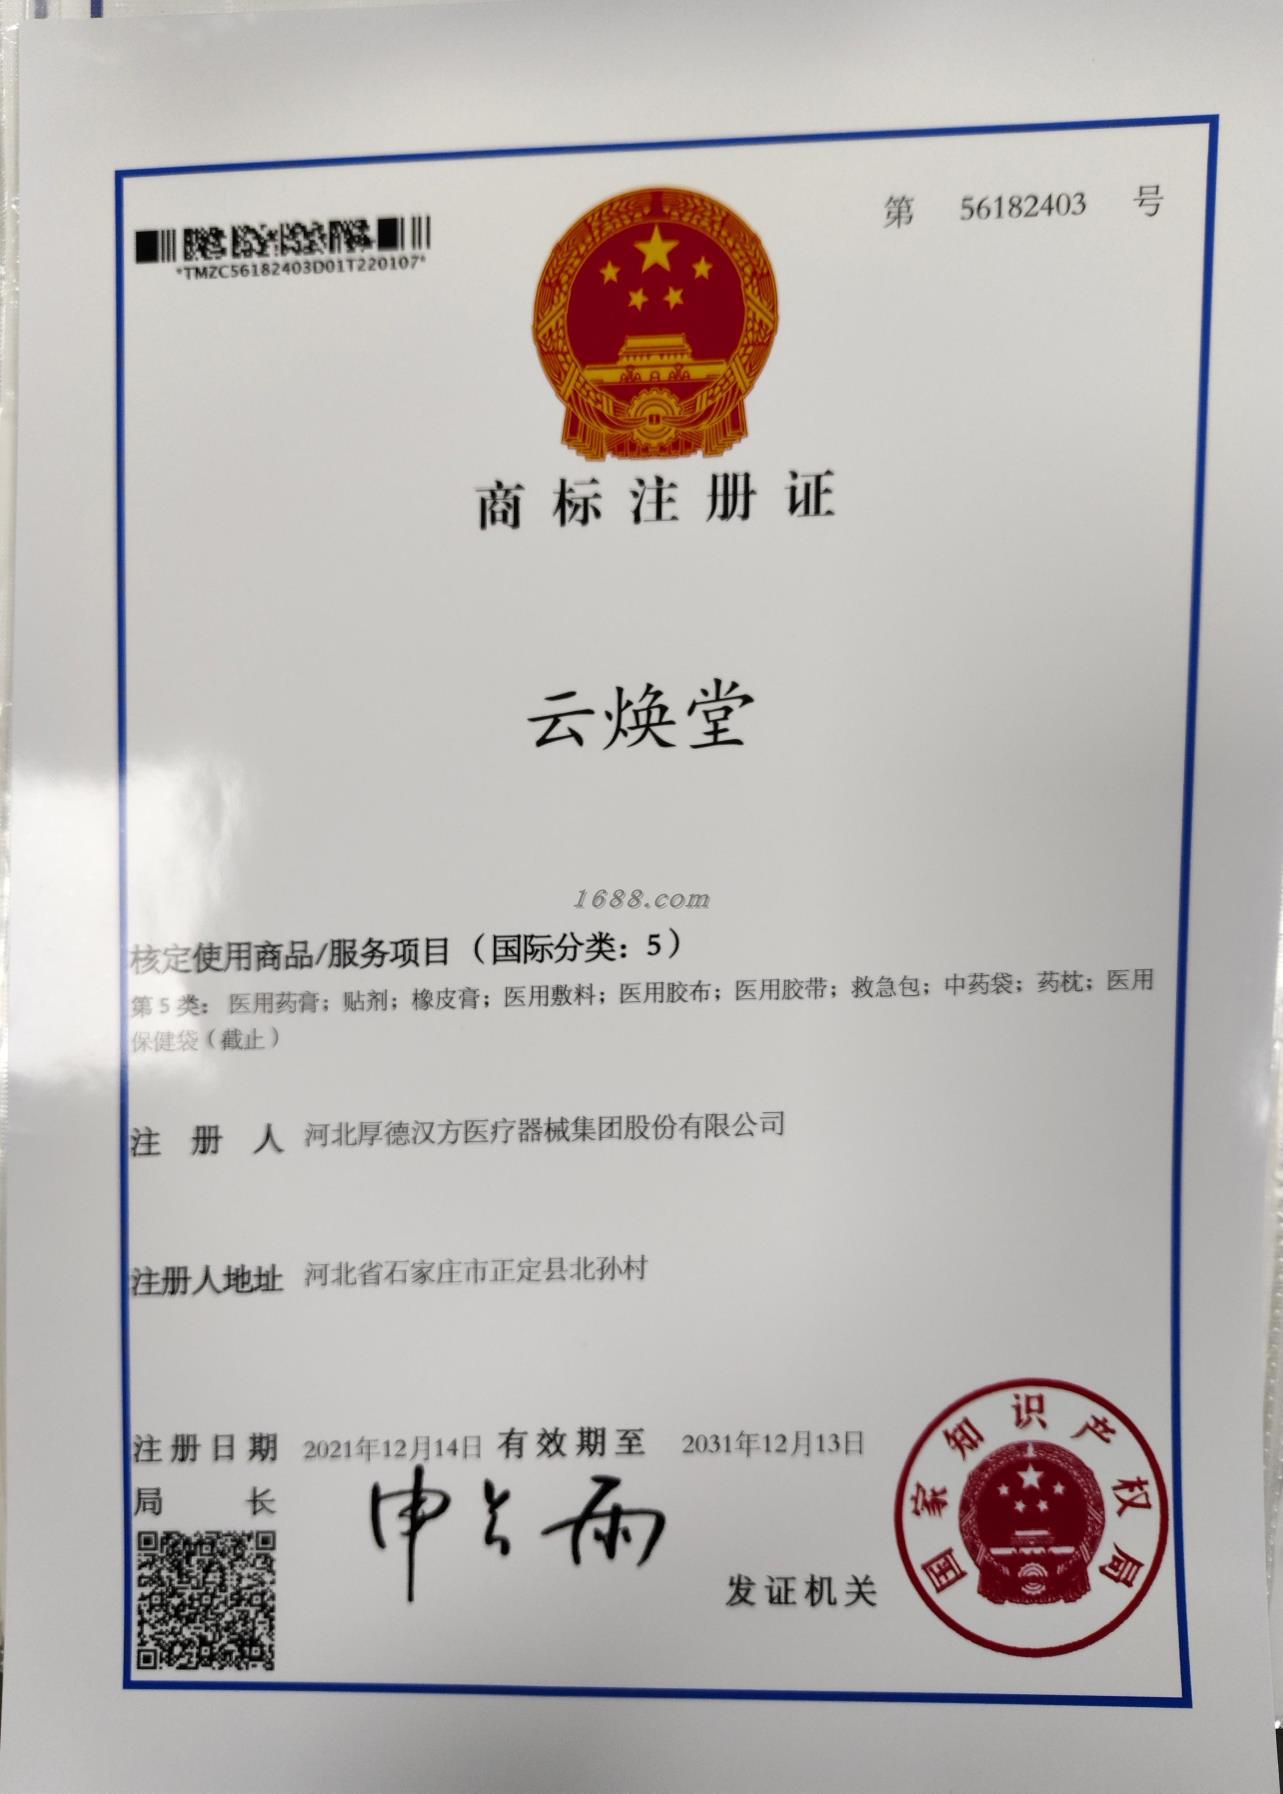 第 56182403 号
*TMZC56182403D01T220107*
商标注册证
云焕堂
1688.com
核定使用商品/服务项目（国际分类：5）
第5类：医用药膏；贴剂；橡皮膏；医用敷料；医用胶布；医用胶带；救急包；中药袋；药枕；医用
保健袋（截止）
注册人 河北厚德汉方医疗器械集团股份有限公司
注册人地址 河北省石家庄市正定县北孙村
注册日期 2021年12月14日 有效期至 2031年12月13日
局长 申长雨
发证机关
国家知识产权局